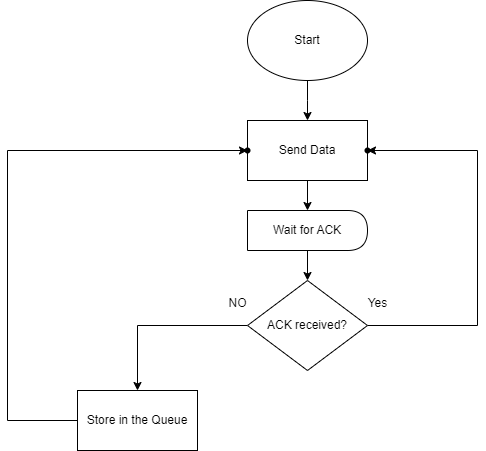 Start
Send Data
Wait for ACK
NO
Yes
ACK received?
Store in the Queue